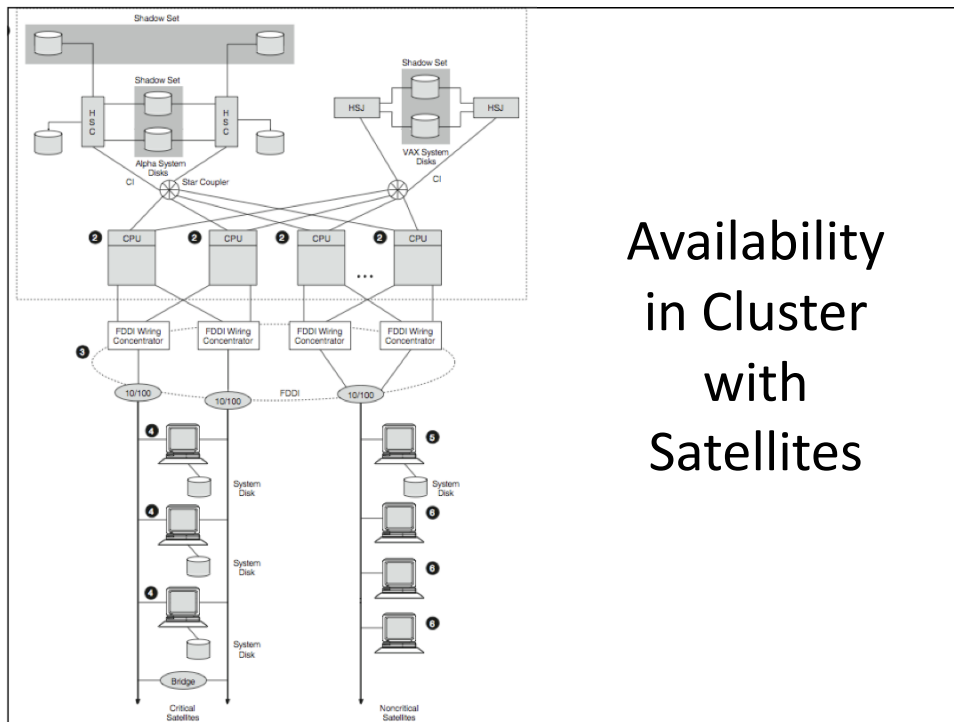 Shadow Set
Shadow Set
H
S
C
H
S
C
Alpha System
Disks
Shadow Set
HSJ
HSJ
VAX System
Disks
CI
Star Coupler
CI
2
CPU
2
CPU
2
CPU
2
CPU
...
FDDI Wiring
Concentrator
FDDI Wiring
Concentrator
FDDI Wiring
Concentrator
FDDI Wiring
Concentrator
3
FDDI
10/100
10/100
10/100
4
System
Disk
4
System
Disk
4
System
Disk
Bridge
Critical
Satellites
5
System
Disk
6
6
6
Noncritical
Satellites
Availability
in Cluster
with
Satellites